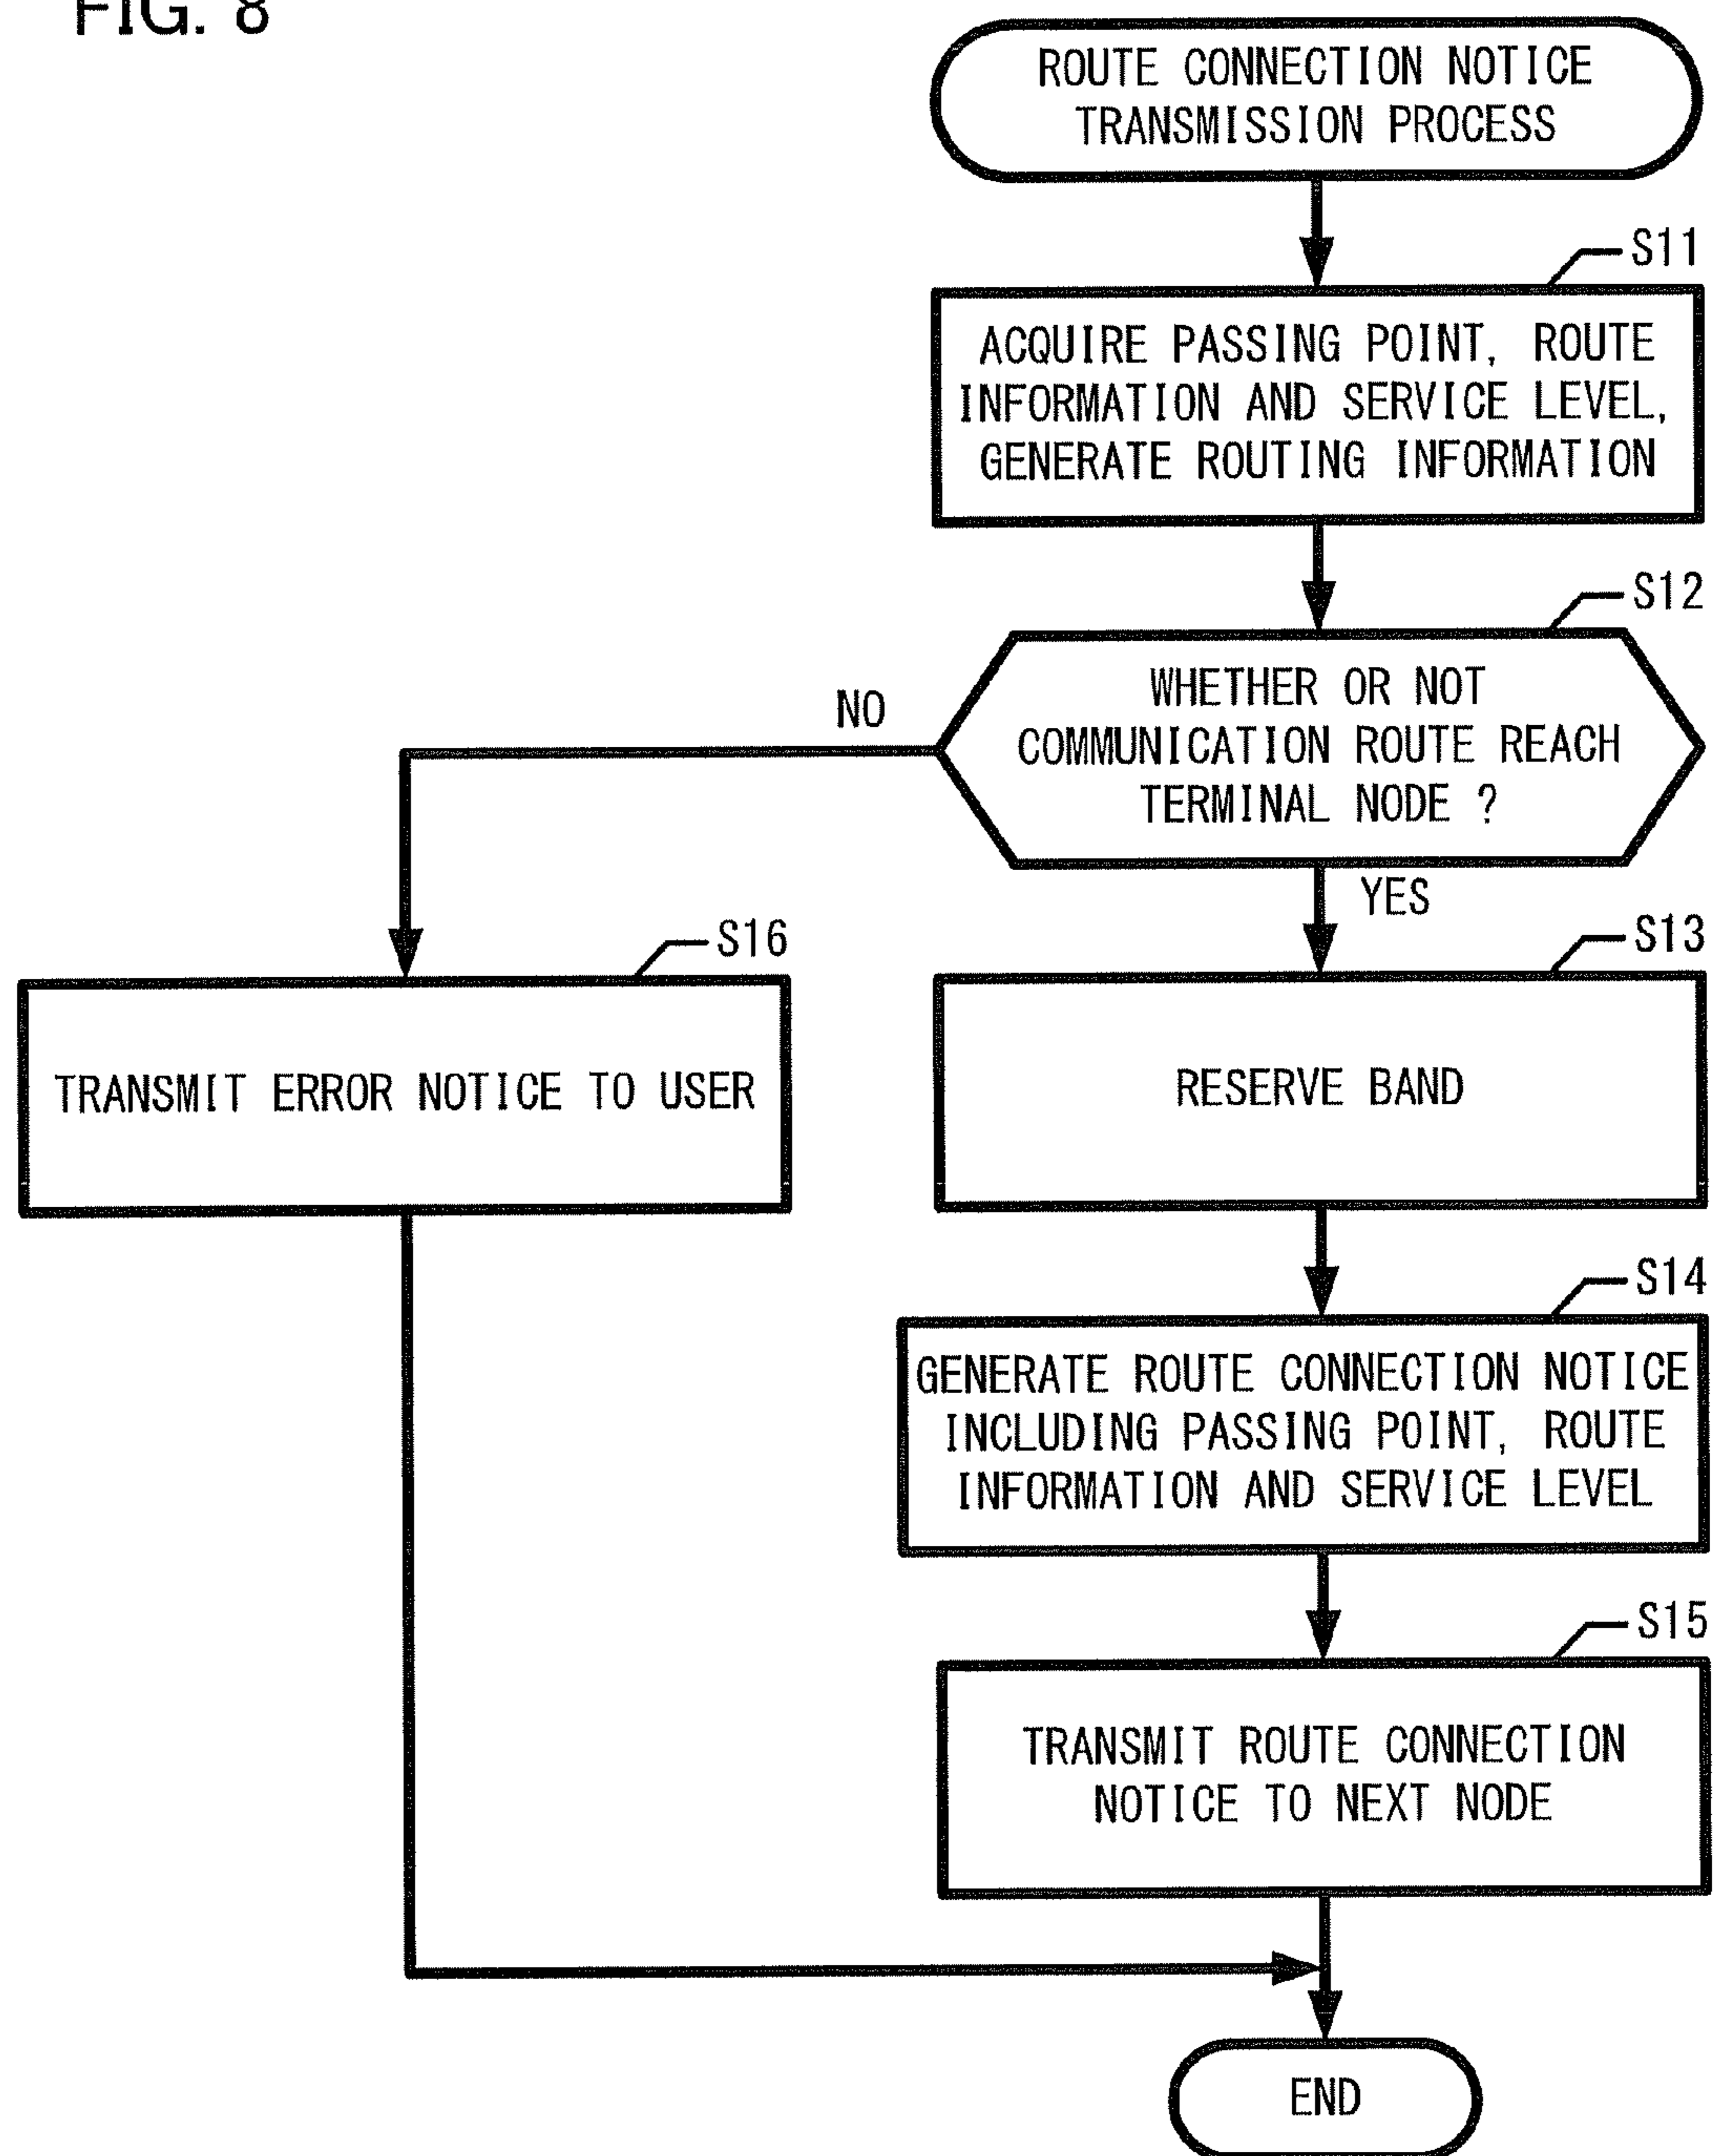 FIG. 8
ROUTE CONNECTION NOTICE
TRANSMISSION PROCESS
S11
ACQUIRE PASSING POINT, ROUTE
INFORMATION AND SERVICE LEVEL,
GENERATE ROUTING INFORMATION
S12
WHETHER OR NOT
COMMUNICATION ROUTE REACH
TERMINAL NODE ?
NO
YES
S16
TRANSMIT ERROR NOTICE TO USER
S13
RESERVE BAND
S14
GENERATE ROUTE CONNECTION NOTICE
INCLUDING PASSING POINT, ROUTE
INFORMATION AND SERVICE LEVEL
S15
TRANSMIT ROUTE CONNECTION
NOTICE TO NEXT NODE
END